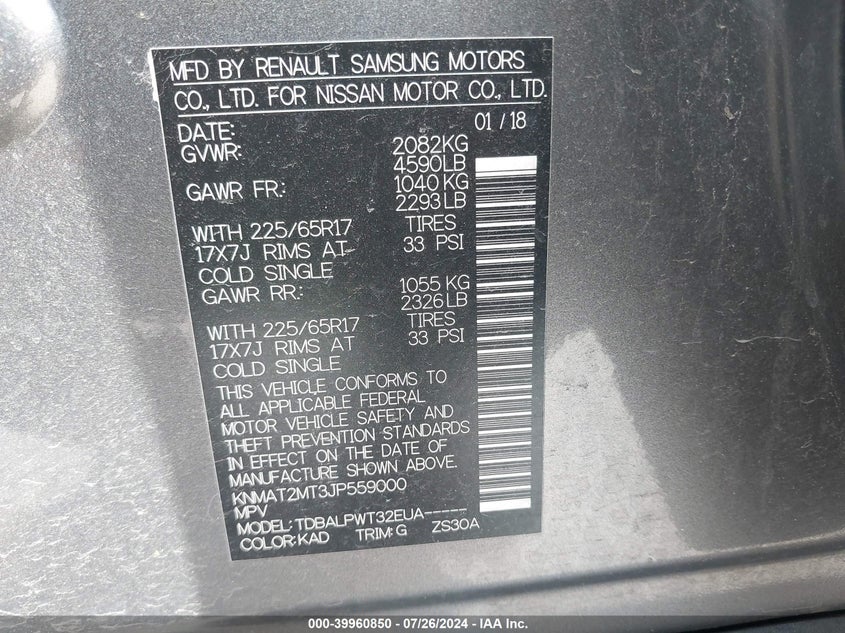 MFD BY RENAULT SAMSUNG MOTORS
CO., LTD. FOR NISSAN MOTOR CO., LTD.
DATE: 01 / 18
GVWR: 2082KG
4590LB
GAWR FR.: 1040 KG
2293 LB
WITH 225/65R17 TIRES
17X7J RIMS AT 33 PSI
COLD SINGLE
GAWR RR.: 1055 KG
2326 LB
WITH 225/65R17 TIRES
17X7J RIMS AT 33 PSI
COLD SINGLE
THIS VEHICLE CONFORMS TO
ALL APPLICABLE FEDERAL
MOTOR VEHICLE SAFETY AND
THEFT PREVENTION STANDARDS
IN EFFECT ON THE DATE OF
MANUFACTURE SHOWN ABOVE.
KNMAT2MT3JP559000
MPV
MODEL: TDBALPWT32EUA-----
COLOR: KAD TRIM: G ZS30A
000-39960850 - 07/26/2024 - IAA Inc.